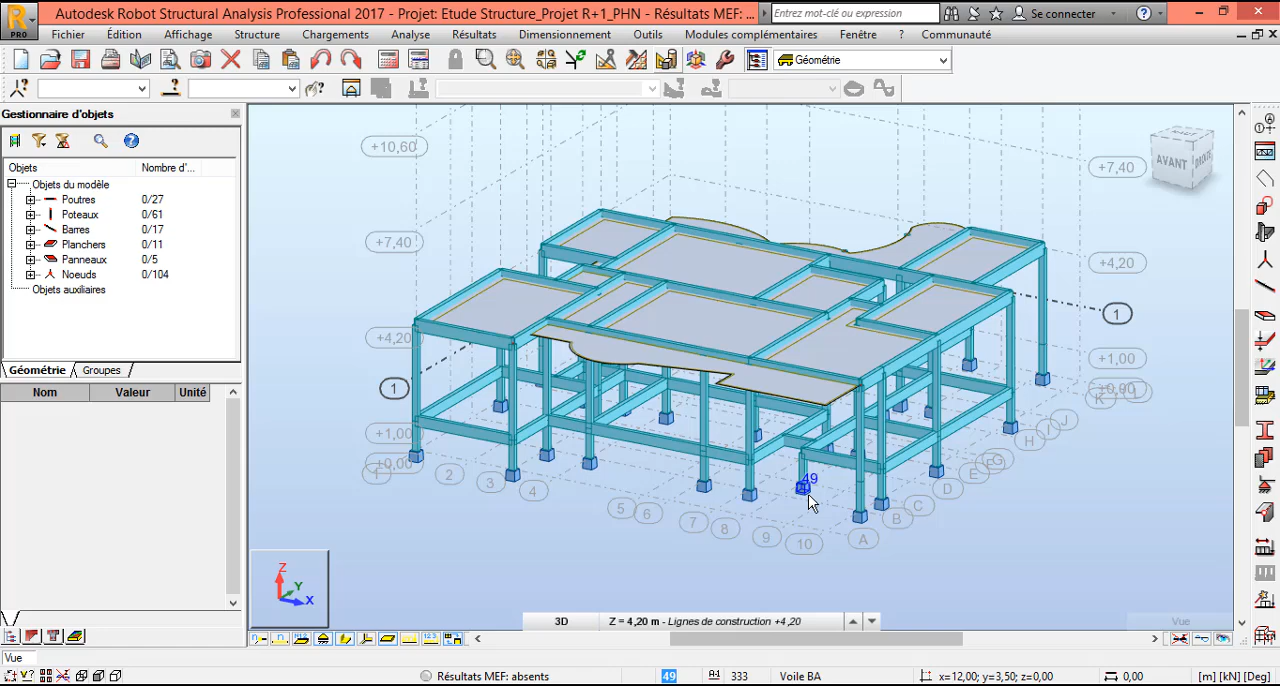 Autodesk Robot Structural Analysis Professional 2017 - Projet: Etude Structure_Projet R+1_PHN - Résultats MEF: ...
Entrez mot-clé ou expression
Se connecter
PRO
Fichier Édition Affichage Structure Chargements Analyse Résultats Dimensionnement Outils Modules complémentaires Fenêtre ? Communauté
Géométrie
Gestionnaire d'objets
Objets Nombre d'...
Objets du modèle
Poutres 0/27
Poteaux 0/61
Barres 0/17
Planchers 0/11
Panneaux 0/5
Noeuds 0/104
Objets auxiliaires
Géométrie Groupes
Nom Valeur Unité
+10,60
+7,40
+7,40
+4,20
+4,20
+1,00
+1,00
+0,00
+0,00
AVANT
DROITE
1
1
1 2 3 4 5 6 7 8 9 10
A B C D E F G H I J K L
49
Z
Y
X
3D Z = 4,20 m - Lignes de construction +4,20
Vue
Vue
Résultats MEF: absents 49 333 Voile BA x=12,00; y=3,50; z=0,00 0,00 [m] [kN] [Deg]